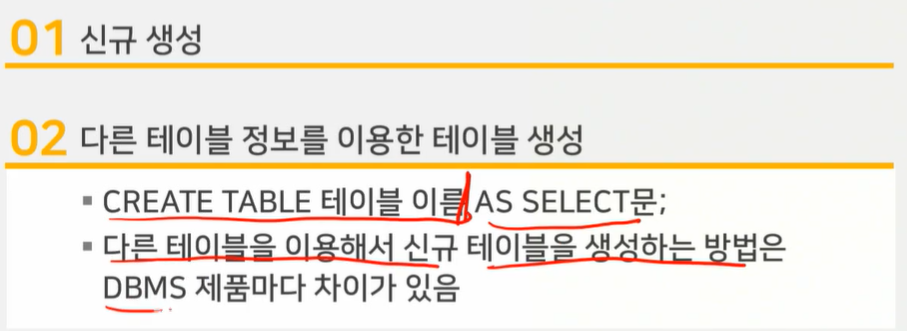 01 신규 생성
02 다른 테이블 정보를 이용한 테이블 생성
▪ CREATE TABLE 테이블 이름 AS SELECT문;
▪ 다른 테이블을 이용해서 신규 테이블을 생성하는 방법은
DBMS 제품마다 차이가 있음